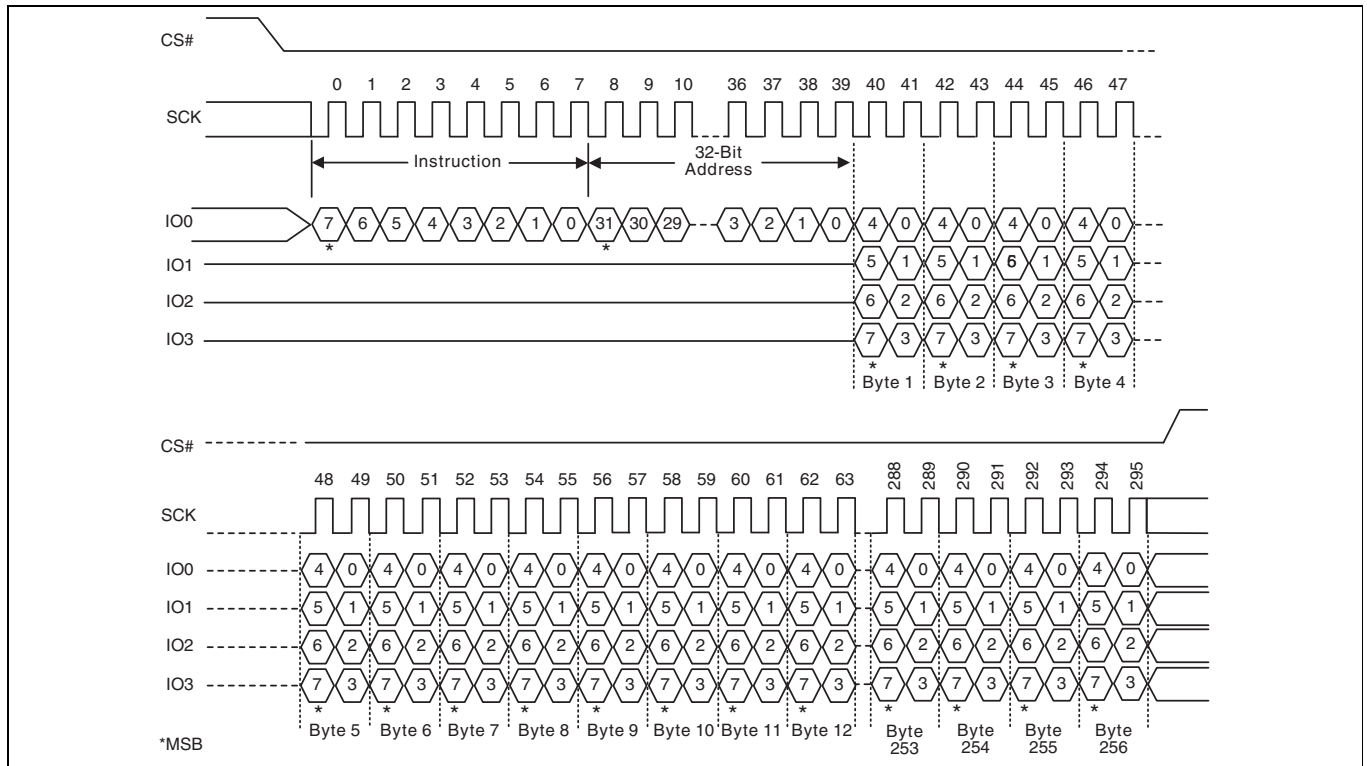 CS#
0 1 2 3 4 5 6 7 8 9 10 36 37 38 39 40 41 42 43 44 45 46 47
SCK
Instruction
32-Bit
Address
IO0 7 6 5 4 3 2 1 0 31 30 29 3 2 1 0 4 0 4 0 4 0 4 0
* *
IO1 5 1 5 1 6 1 5 1
IO2 6 2 6 2 6 2 6 2
IO3 7 3 7 3 7 3 7 3
* * * *
Byte 1 Byte 2 Byte 3 Byte 4
CS#
48 49 50 51 52 53 54 55 56 57 58 59 60 61 62 63 288 289 290 291 292 293 294 295
SCK
IO0 4 0 4 0 4 0 4 0 4 0 4 0 4 0 4 0 4 0 4 0 4 0 4 0
IO1 5 1 5 1 5 1 5 1 5 1 5 1 5 1 5 1 5 1 5 1 5 1 5 1
IO2 6 2 6 2 6 2 6 2 6 2 6 2 6 2 6 2 6 2 6 2 6 2 6 2
IO3 7 3 7 3 7 3 7 3 7 3 7 3 7 3 7 3 7 3 7 3 7 3 7 3
* * * * * * * * * * * *
Byte 5 Byte 6 Byte 7 Byte 8 Byte 9 Byte 10 Byte 11 Byte 12 Byte Byte Byte Byte
253 254 255 256
*MSB